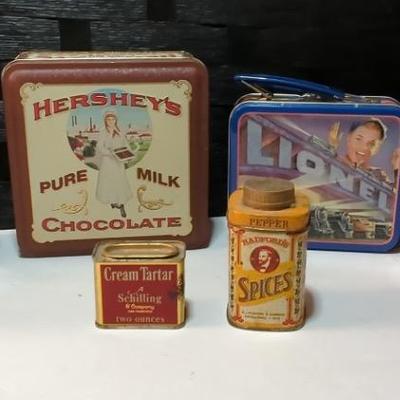 HERSHEY'S
PURE MILK
CHOCOLATE
LIONEL
PEPPER
RADFORD'S
SPICES
Cream Tartar
A
Schilling
& Company
two ounces